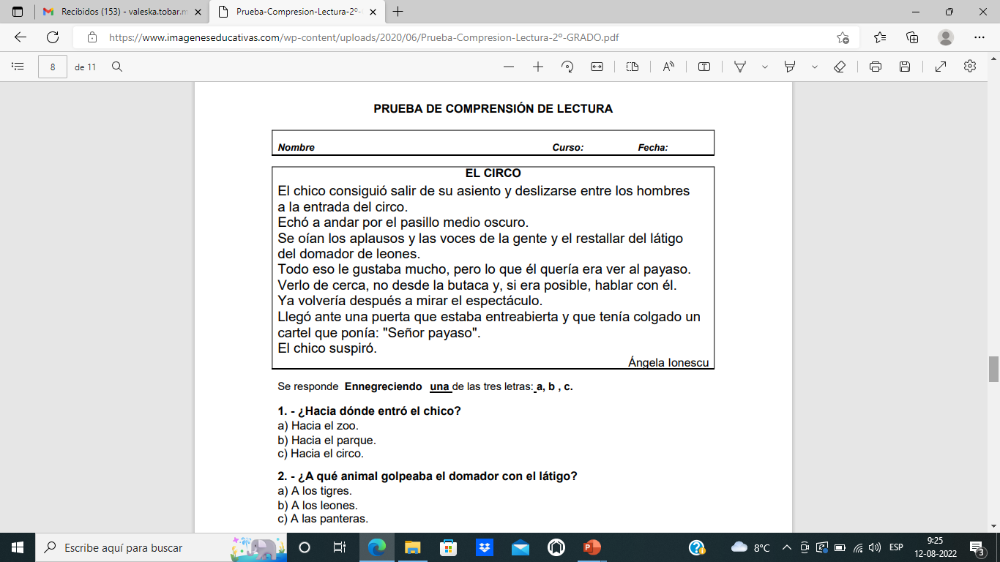 Recibidos (153) - valeska.tobar.m
Prueba-Compresion-Lectura-2º-
https://www.imageneseducativas.com/wp-content/uploads/2020/06/Prueba-Compresion-Lectura-2º-GRADO.pdf
8 de 11
PRUEBA DE COMPRENSIÓN DE LECTURA
Nombre Curso: Fecha:
EL CIRCO
El chico consiguió salir de su asiento y deslizarse entre los hombres
a la entrada del circo.
Echó a andar por el pasillo medio oscuro.
Se oían los aplausos y las voces de la gente y el restallar del látigo
del domador de leones.
Todo eso le gustaba mucho, pero lo que él quería era ver al payaso.
Verlo de cerca, no desde la butaca y, si era posible, hablar con él.
Ya volvería después a mirar el espectáculo.
Llegó ante una puerta que estaba entreabierta y que tenía colgado un
cartel que ponía: "Señor payaso".
El chico suspiró.
Ángela Ionescu
Se responde Ennegreciendo una de las tres letras: a, b , c.
1. - ¿Hacia dónde entró el chico?
a) Hacia el zoo.
b) Hacia el parque.
c) Hacia el circo.
2. - ¿A qué animal golpeaba el domador con el látigo?
a) A los tigres.
b) A los leones.
c) A las panteras.
Escribe aquí para buscar
8°C
ESP
9:25
12-08-2022
3